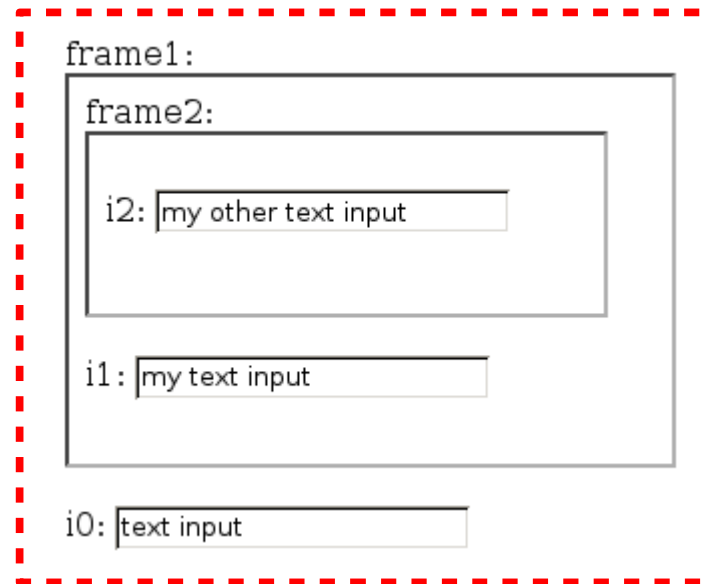 frame1:
frame2:
i2: my other text input
i1: my text input
i0: text input